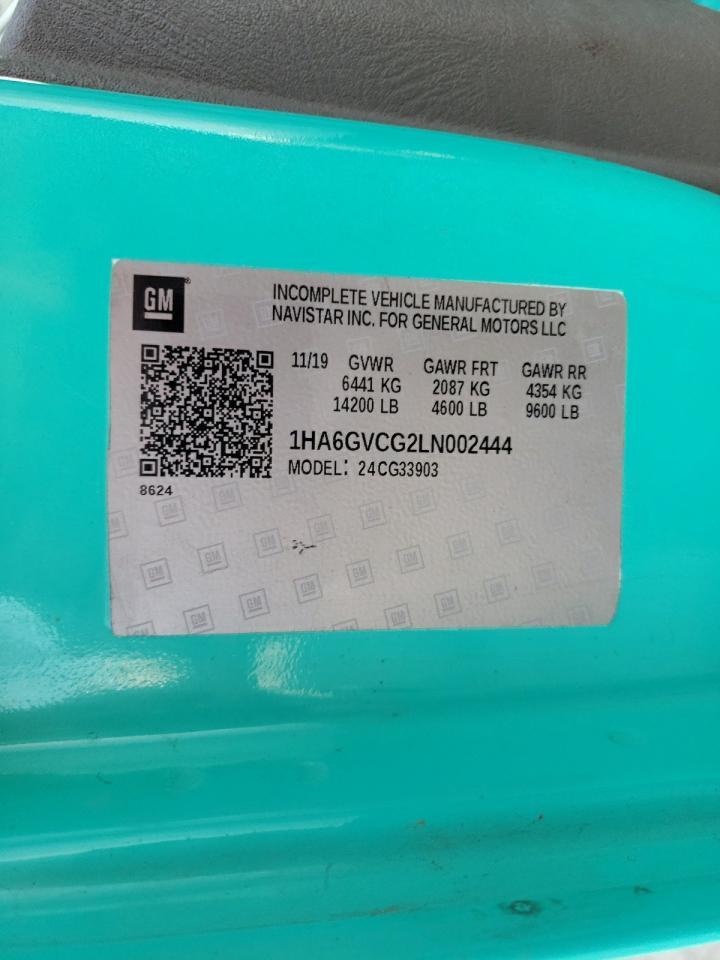 GM
INCOMPLETE VEHICLE MANUFACTURED BY
NAVISTAR INC. FOR GENERAL MOTORS LLC
11/19 GVWR GAWR FRT GAWR RR
6441 KG 2087 KG 4354 KG
14200 LB 4600 LB 9600 LB
1HA6GVCG2LN002444
MODEL: 24CG33903
8624